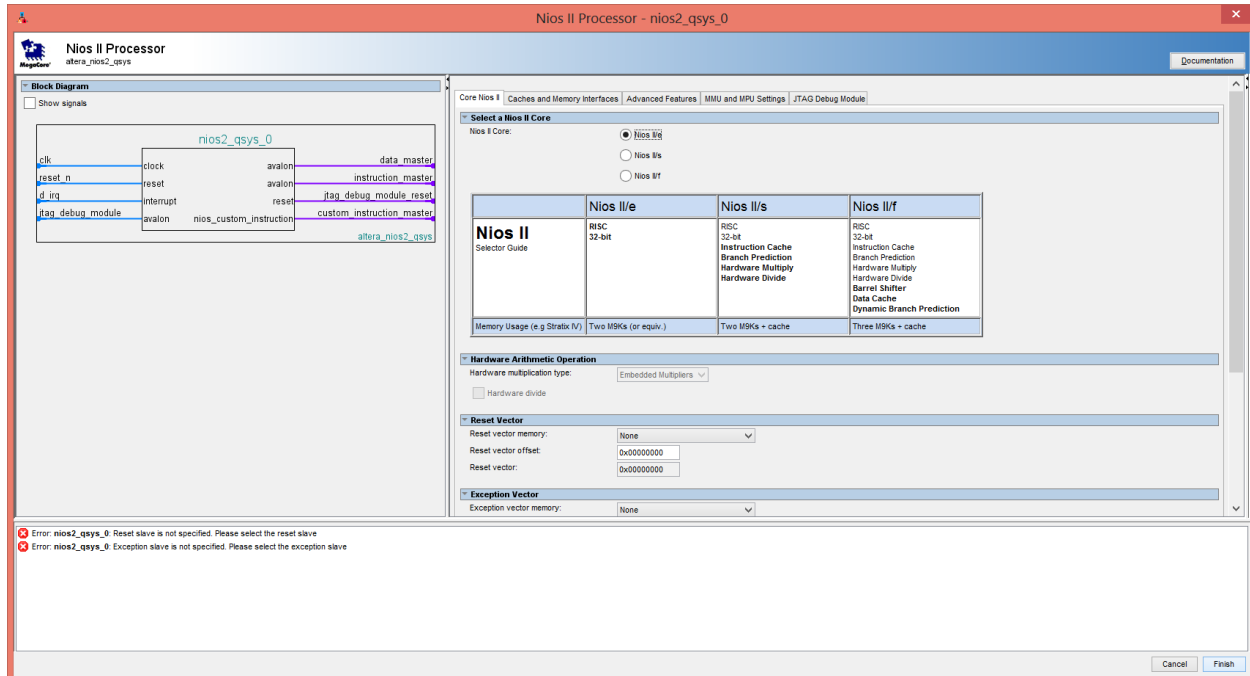 Nios II Processor - nios2_qsys_0
Nios II Processor
altera_nios2_qsys
MegaCore'
Documentation
Block Diagram
Show signals
nios2_qsys_0
clk
reset_n
d_irq
jtag_debug_module
clock
reset
interrupt
avalon
avalon
avalon
reset
nios_custom_instruction
data_master
instruction_master
jtag_debug_module_reset
custom_instruction_master
altera_nios2_qsys
Core Nios II Caches and Memory Interfaces Advanced Features MMU and MPU Settings JTAG Debug Module
Select a Nios II Core
Nios II Core:
Nios II/e
Nios II/s
Nios II/f
Nios II/e Nios II/s Nios II/f
Nios II
Selector Guide
RISC
32-bit
RISC
32-bit
Instruction Cache
Branch Prediction
Hardware Multiply
Hardware Divide
RISC
32-bit
Instruction Cache
Branch Prediction
Hardware Multiply
Hardware Divide
Barrel Shifter
Data Cache
Dynamic Branch Prediction
Memory Usage (e.g Stratix IV) Two M9Ks (or equiv.) Two M9Ks + cache Three M9Ks + cache
Hardware Arithmetic Operation
Hardware multiplication type: Embedded Multipliers
Hardware divide
Reset Vector
Reset vector memory: None
Reset vector offset: 0x00000000
Reset vector: 0x00000000
Exception Vector
Exception vector memory: None
Error: nios2_qsys_0: Reset slave is not specified. Please select the reset slave
Error: nios2_qsys_0: Exception slave is not specified. Please select the exception slave
Cancel Finish